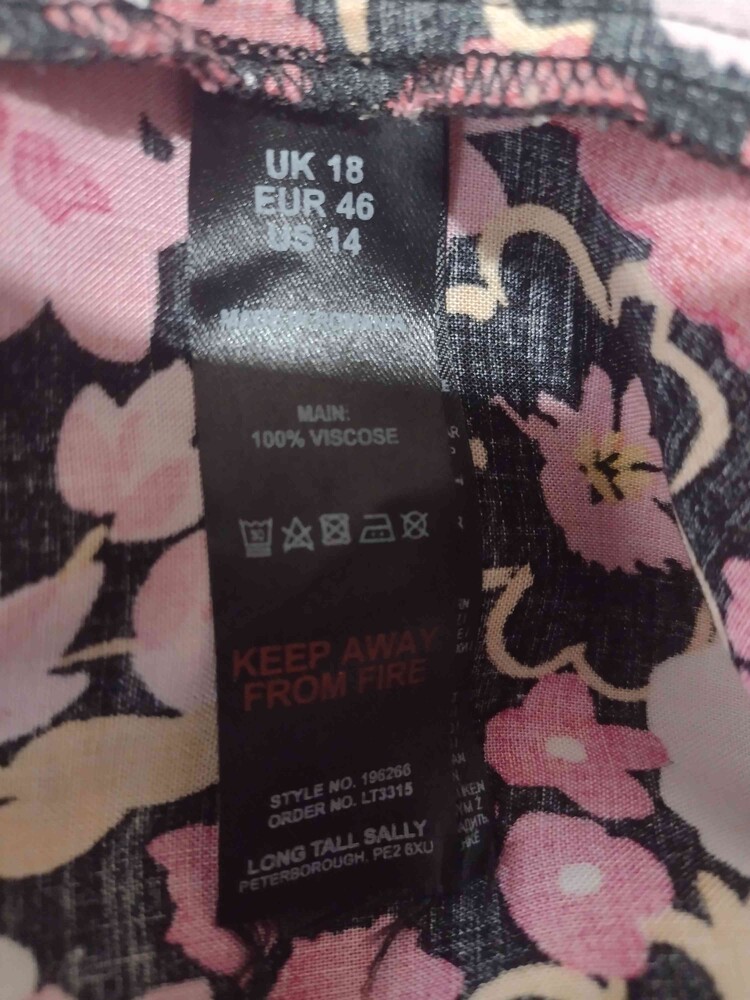 UK 18
EUR 46
US 14
MAIN:
100% VISCOSE
30
KEEP AWAY
FROM FIRE
STYLE NO. 196266
ORDER NO. LT3315
LONG TALL SALLY
PETERBOROUGH, PE2 6XU